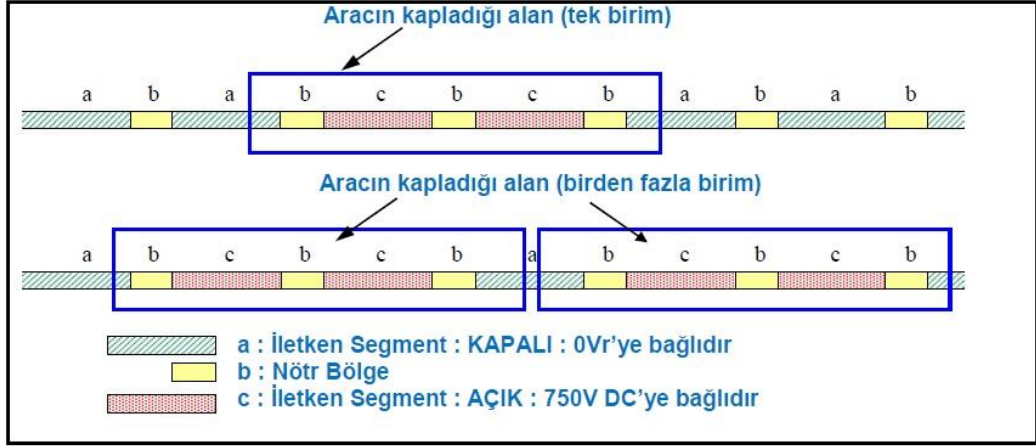 Aracın kapladığı alan (tek birim)
a b a b c b c b a b a b
Aracın kapladığı alan (birden fazla birim)
a b c b c b a b c b c b
a : İletken Segment : KAPALI : 0Vr'ye bağlıdır
b : Nötr Bölge
c : İletken Segment : AÇIK : 750V DC'ye bağlıdır